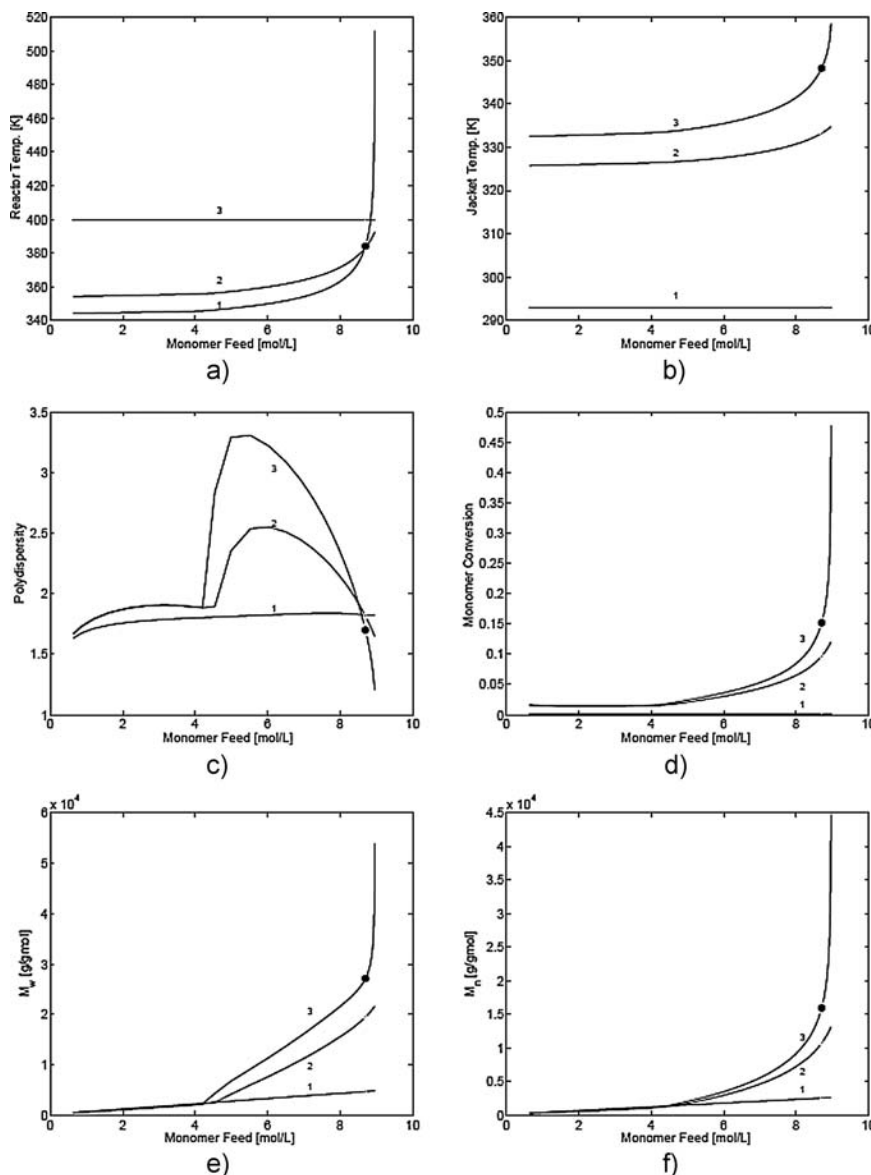 520
500
480
460
440
420
400
380
360
340
Reactor Temp. [K]
3
2
1
0 2 4 6 8 10
Monomer Feed [mol/L]
a)
360
350
340
330
320
310
300
290
Jacket Temp. [K]
3
2
1
0 2 4 6 8 10
Monomer Feed [mol/L]
b)
3.5
3
2.5
2
1.5
1
Polydispersity
3
2
1
0 2 4 6 8 10
Monomer Feed [mol/L]
c)
0.5
0.45
0.4
0.35
0.3
0.25
0.2
0.15
0.1
0.05
0
Monomer Conversion
3
2
1
0 2 4 6 8 10
Monomer Feed [mol/L]
d)
x 10^4
6
5
4
3
2
1
0
M_w [g/gmol]
3
2
1
0 2 4 6 8 10
Monomer Feed [mol/L]
e)
x 10^4
4.5
4
3.5
3
2.5
2
1.5
1
0.5
0
M_n [g/gmol]
3
2
1
0 2 4 6 8 10
Monomer Feed [mol/L]
f)